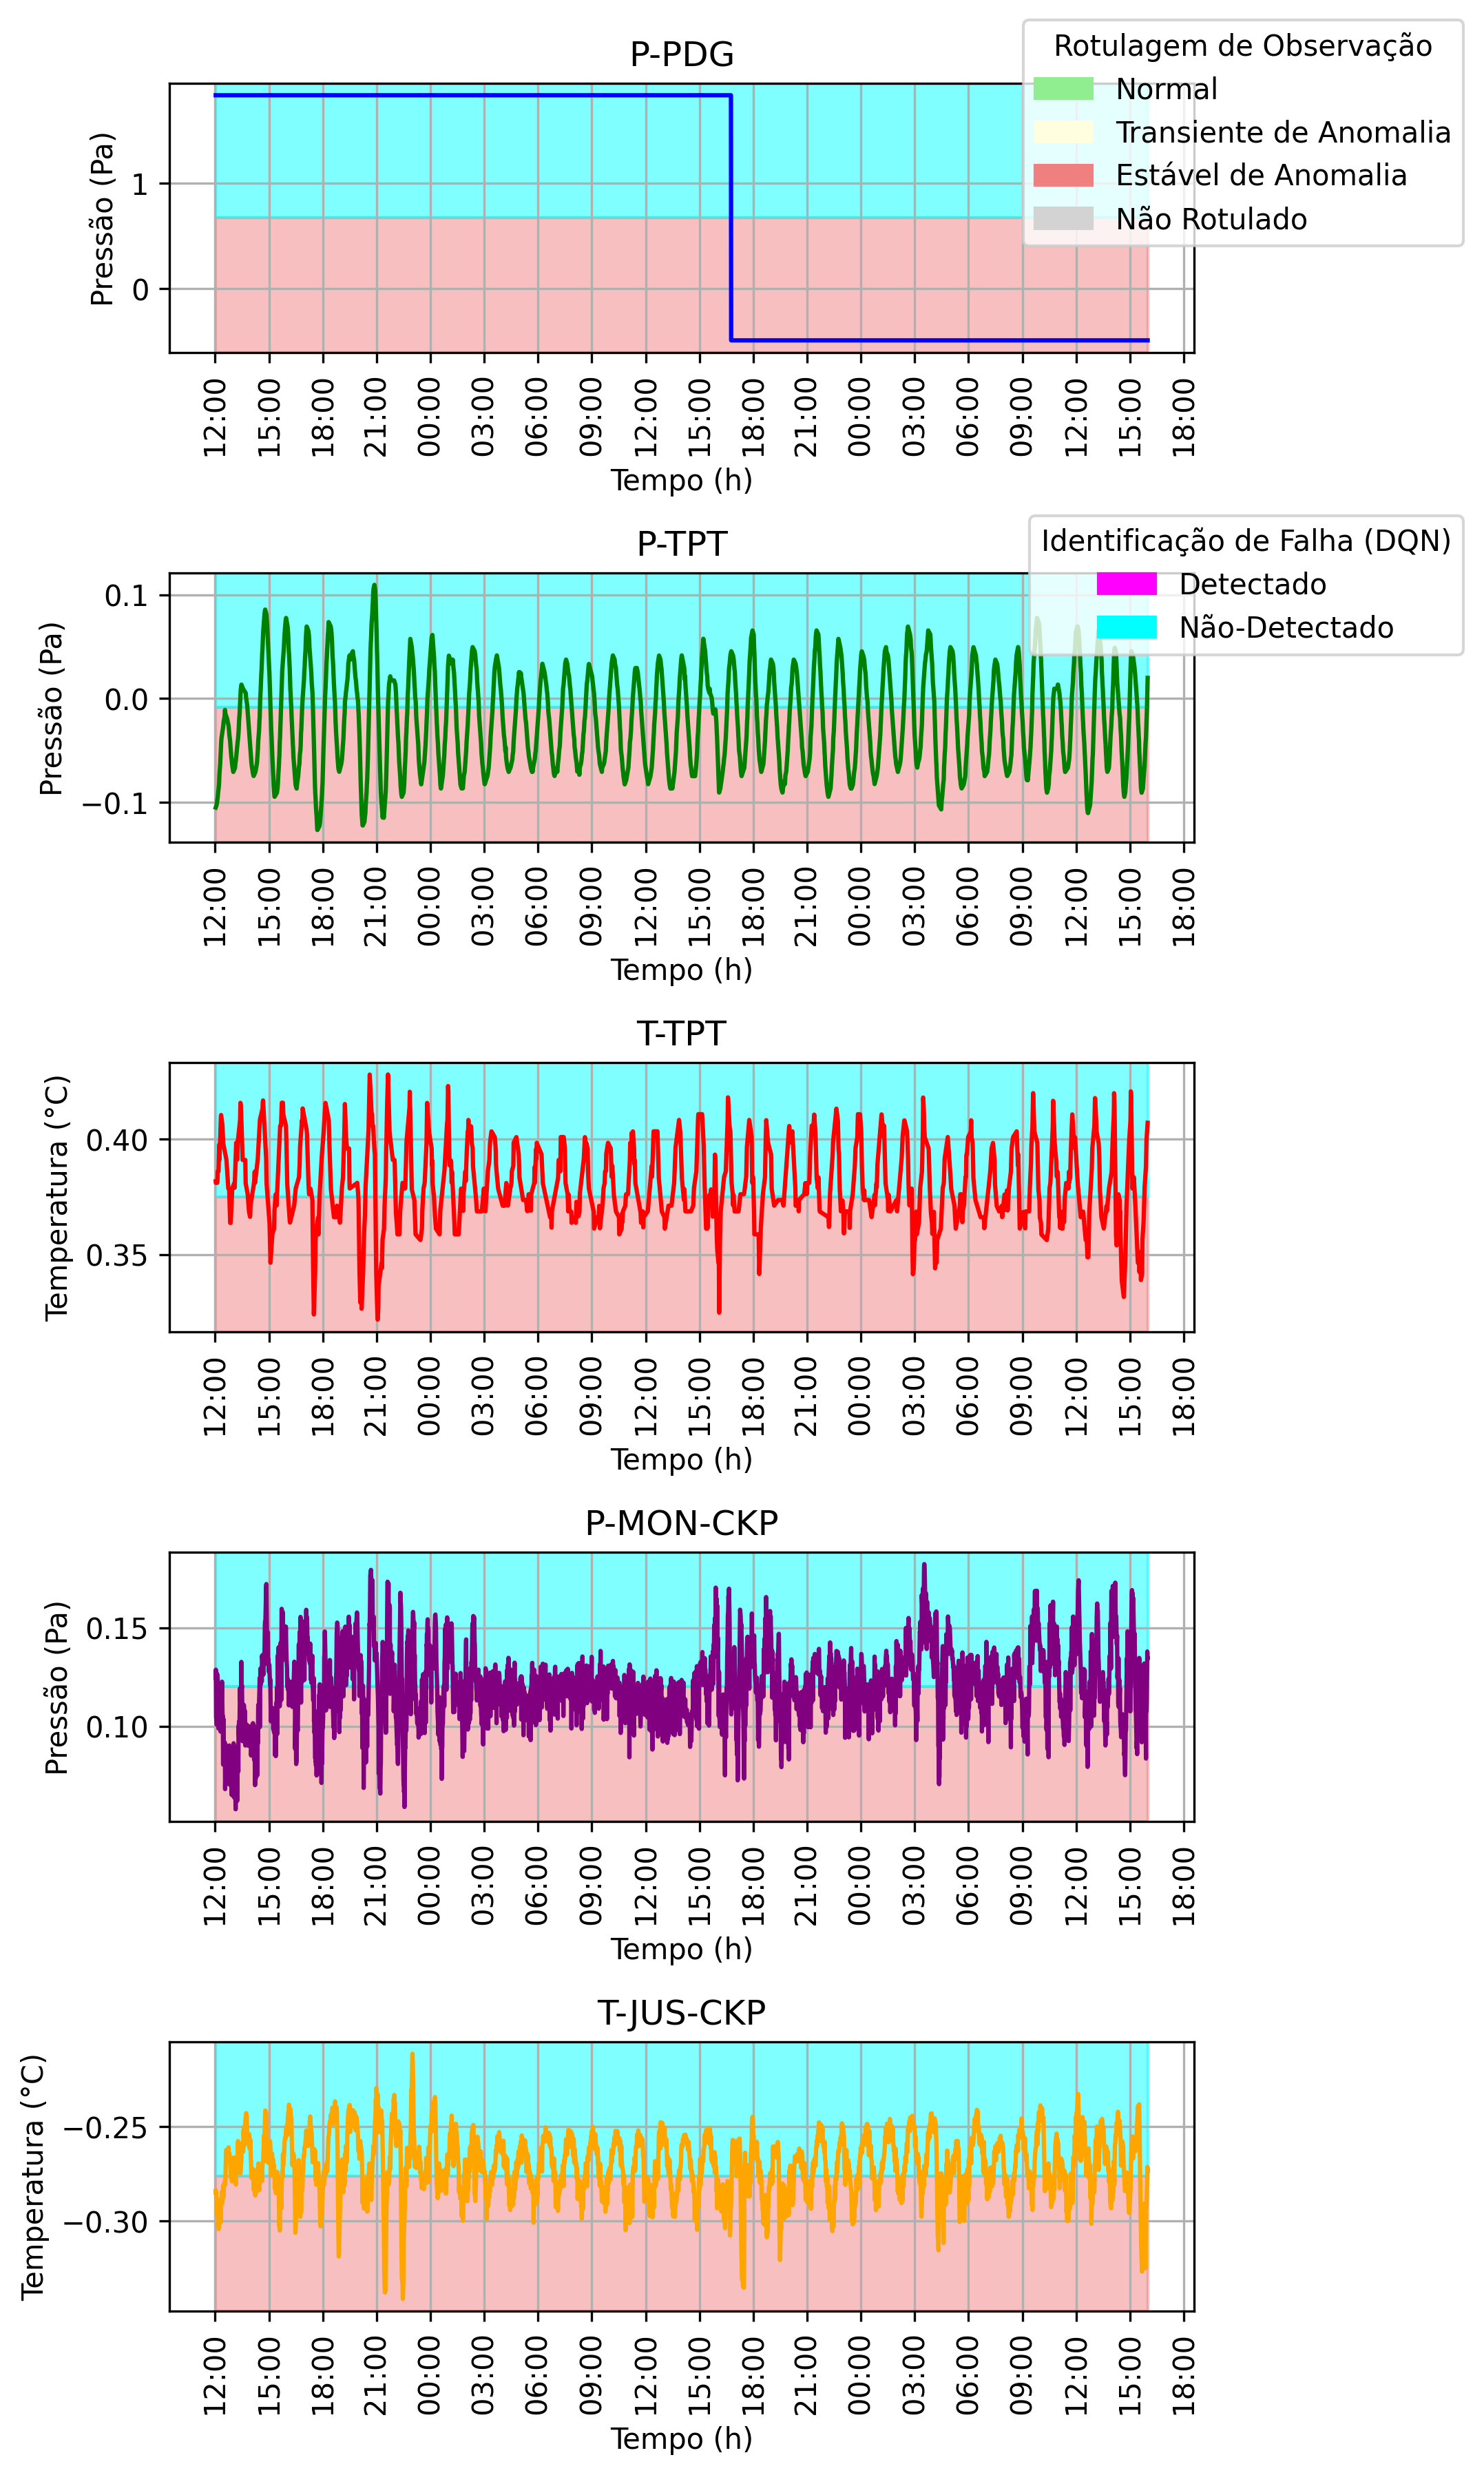 P-PDG
Rotulagem de Observação
Normal
Transiente de Anomalia
Estável de Anomalia
Não Rotulado
Pressão (Pa)
1
0
12:00 15:00 18:00 21:00 00:00 03:00 06:00 09:00 12:00 15:00 18:00 21:00 00:00 03:00 06:00 09:00 12:00 15:00 18:00
Tempo (h)
P-TPT
Identificação de Falha (DQN)
Detectado
Não-Detectado
Pressão (Pa)
0.1
0.0
−0.1
12:00 15:00 18:00 21:00 00:00 03:00 06:00 09:00 12:00 15:00 18:00 21:00 00:00 03:00 06:00 09:00 12:00 15:00 18:00
Tempo (h)
T-TPT
Temperatura (°C)
0.40
0.35
12:00 15:00 18:00 21:00 00:00 03:00 06:00 09:00 12:00 15:00 18:00 21:00 00:00 03:00 06:00 09:00 12:00 15:00 18:00
Tempo (h)
P-MON-CKP
Pressão (Pa)
0.15
0.10
12:00 15:00 18:00 21:00 00:00 03:00 06:00 09:00 12:00 15:00 18:00 21:00 00:00 03:00 06:00 09:00 12:00 15:00 18:00
Tempo (h)
T-JUS-CKP
Temperatura (°C)
−0.25
−0.30
12:00 15:00 18:00 21:00 00:00 03:00 06:00 09:00 12:00 15:00 18:00 21:00 00:00 03:00 06:00 09:00 12:00 15:00 18:00
Tempo (h)